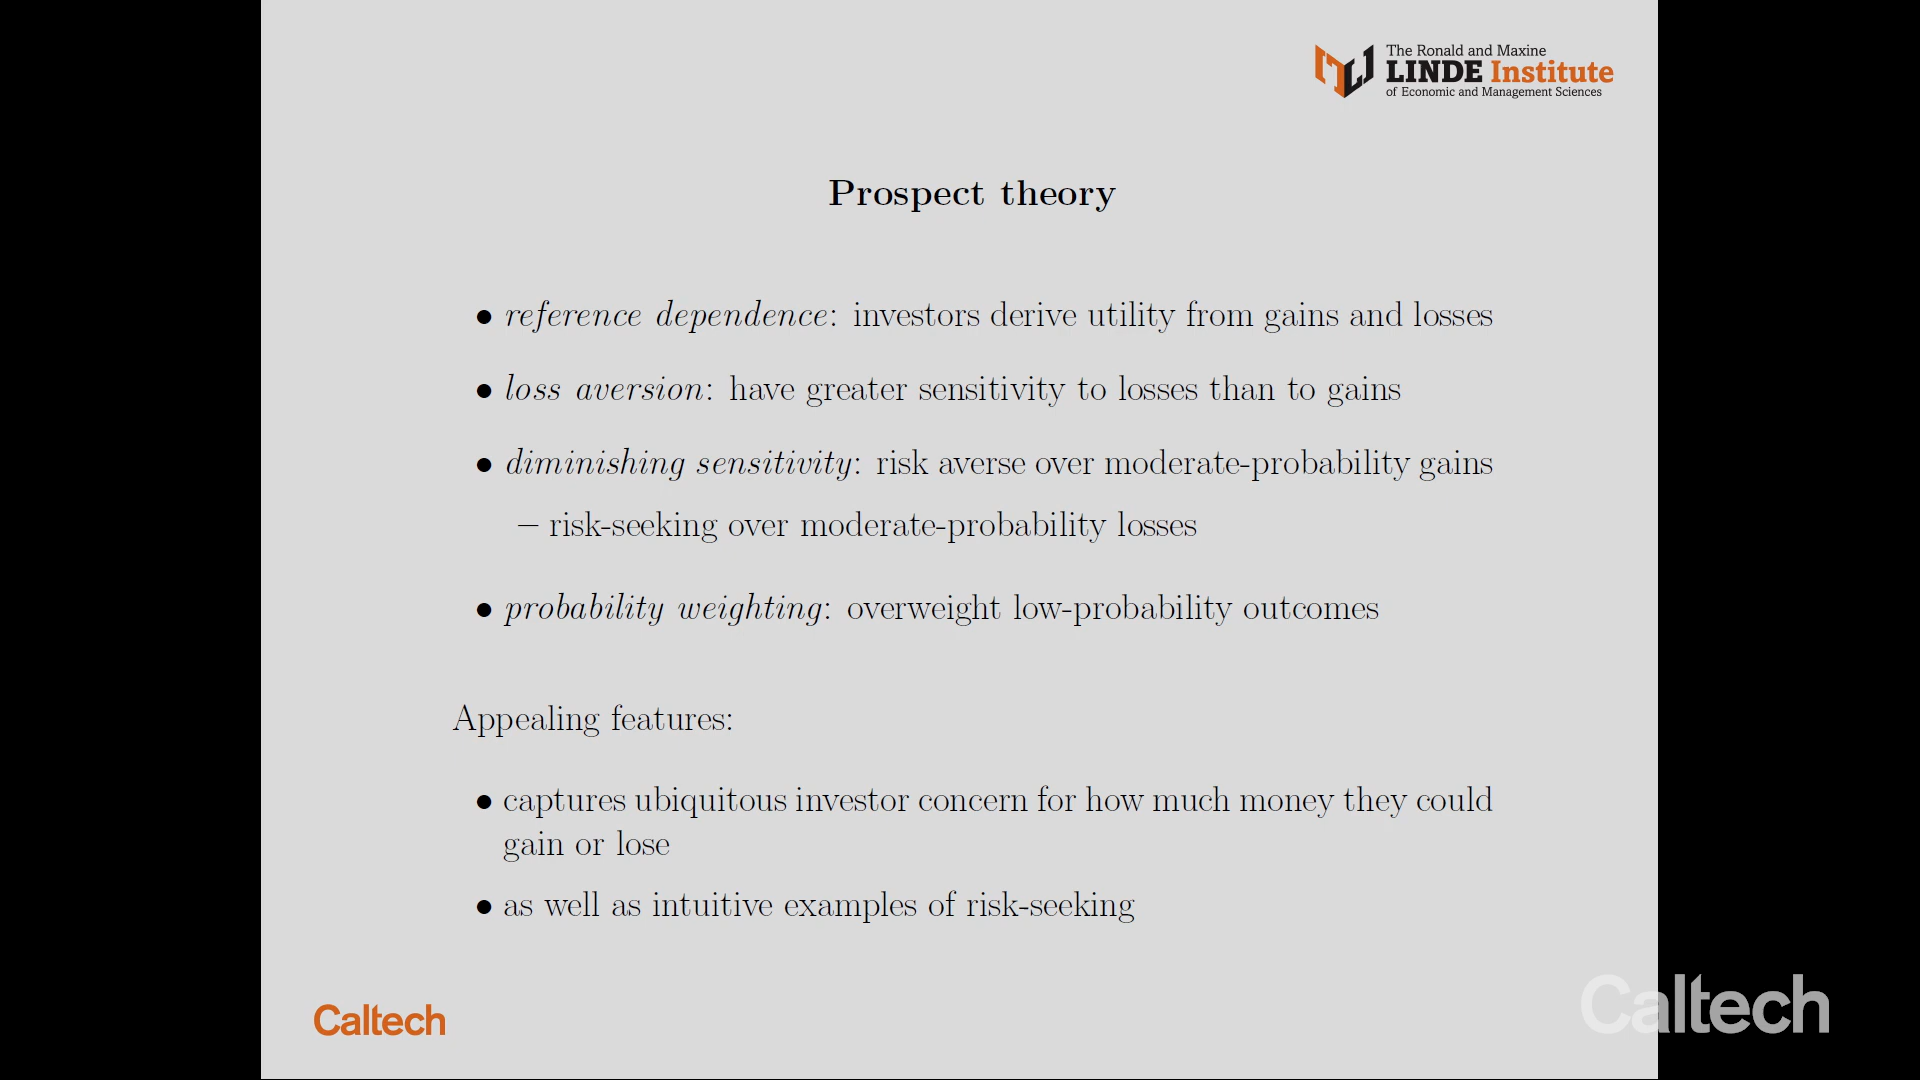 The Ronald and Maxine
LINDE Institute
of Economic and Management Sciences
Prospect theory
• reference dependence: investors derive utility from gains and losses
• loss aversion: have greater sensitivity to losses than to gains
• diminishing sensitivity: risk averse over moderate-probability gains
– risk-seeking over moderate-probability losses
• probability weighting: overweight low-probability outcomes
Appealing features:
• captures ubiquitous investor concern for how much money they could
gain or lose
• as well as intuitive examples of risk-seeking
Caltech
Caltech